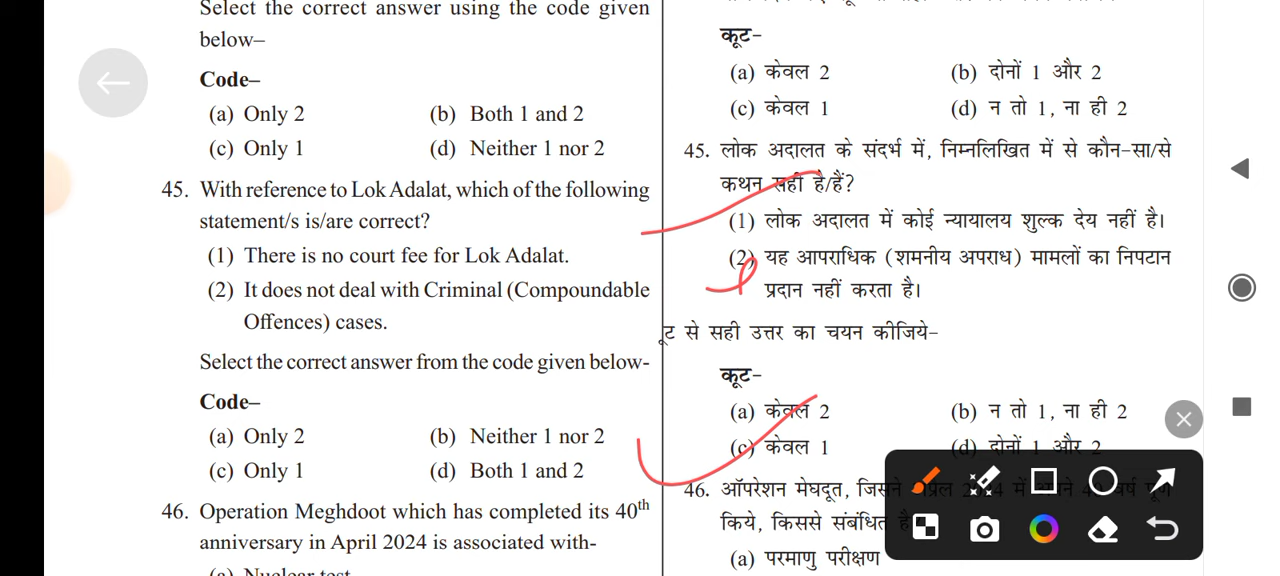 Select the correct answer using the code given
below–
Code–
(a) Only 2 (b) Both 1 and 2
(c) Only 1 (d) Neither 1 nor 2
45. With reference to Lok Adalat, which of the following
statement/s is/are correct?
(1) There is no court fee for Lok Adalat.
(2) It does not deal with Criminal (Compoundable
Offences) cases.
Select the correct answer from the code given below-
Code–
(a) Only 2 (b) Neither 1 nor 2
(c) Only 1 (d) Both 1 and 2
46. Operation Meghdoot which has completed its 40th
anniversary in April 2024 is associated with-
(a) Nuclear test
कूट–
(a) केवल 2 (b) दोनों 1 और 2
(c) केवल 1 (d) न तो 1, ना ही 2
45. लोक अदालत के संदर्भ में, निम्नलिखित में से कौन-सा/से
कथन सही है/हैं?
(1) लोक अदालत में कोई न्यायालय शुल्क देय नहीं है।
(2) यह आपराधिक (शमनीय अपराध) मामलों का निपटान
प्रदान नहीं करता है।
कूट से सही उत्तर का चयन कीजिये–
कूट–
(a) केवल 2 (b) न तो 1, ना ही 2
(c) केवल 1 (d) दोनों 1 और 2
46. ऑपरेशन मेघदूत, जिसने अप्रैल 2024 में अपने 40 वर्ष पूर्ण
किये, किससे संबंधित है
(a) परमाणु परीक्षण